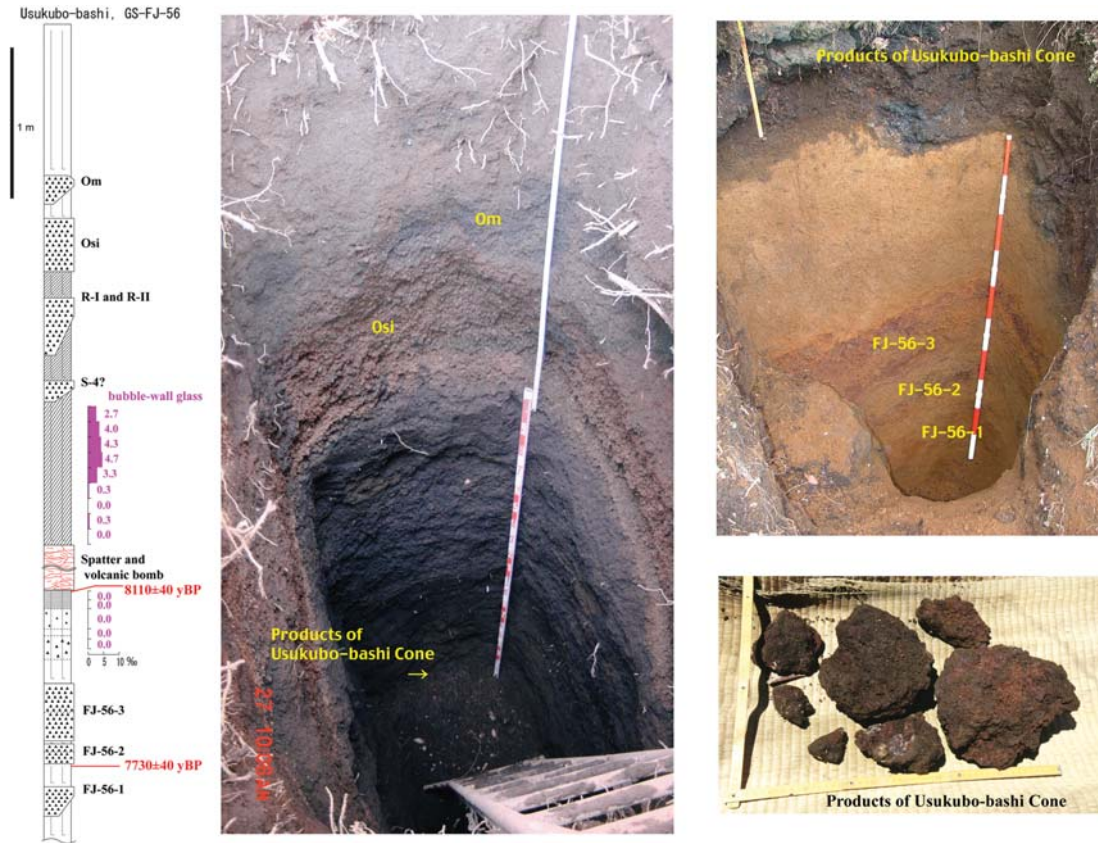 Usukubo-bashi, GS-FJ-56
1 m
Om
Osi
R-I and R-II
S-4?
bubble-wall glass
2.7
4.0
4.3
4.7
3.3
0.3
0.0
0.3
0.0
Spatter and
volcanic bomb
8110±40 yBP
0.0
0.0
0.0
0.0
0.0
0 5 10 ‰
FJ-56-3
FJ-56-2
7730±40 yBP
FJ-56-1
Om
Osi
Products of
Usukubo-bashi Cone
→
Products of Usukubo-bashi Cone
FJ-56-3
FJ-56-2
FJ-56-1
Products of Usukubo-bashi Cone